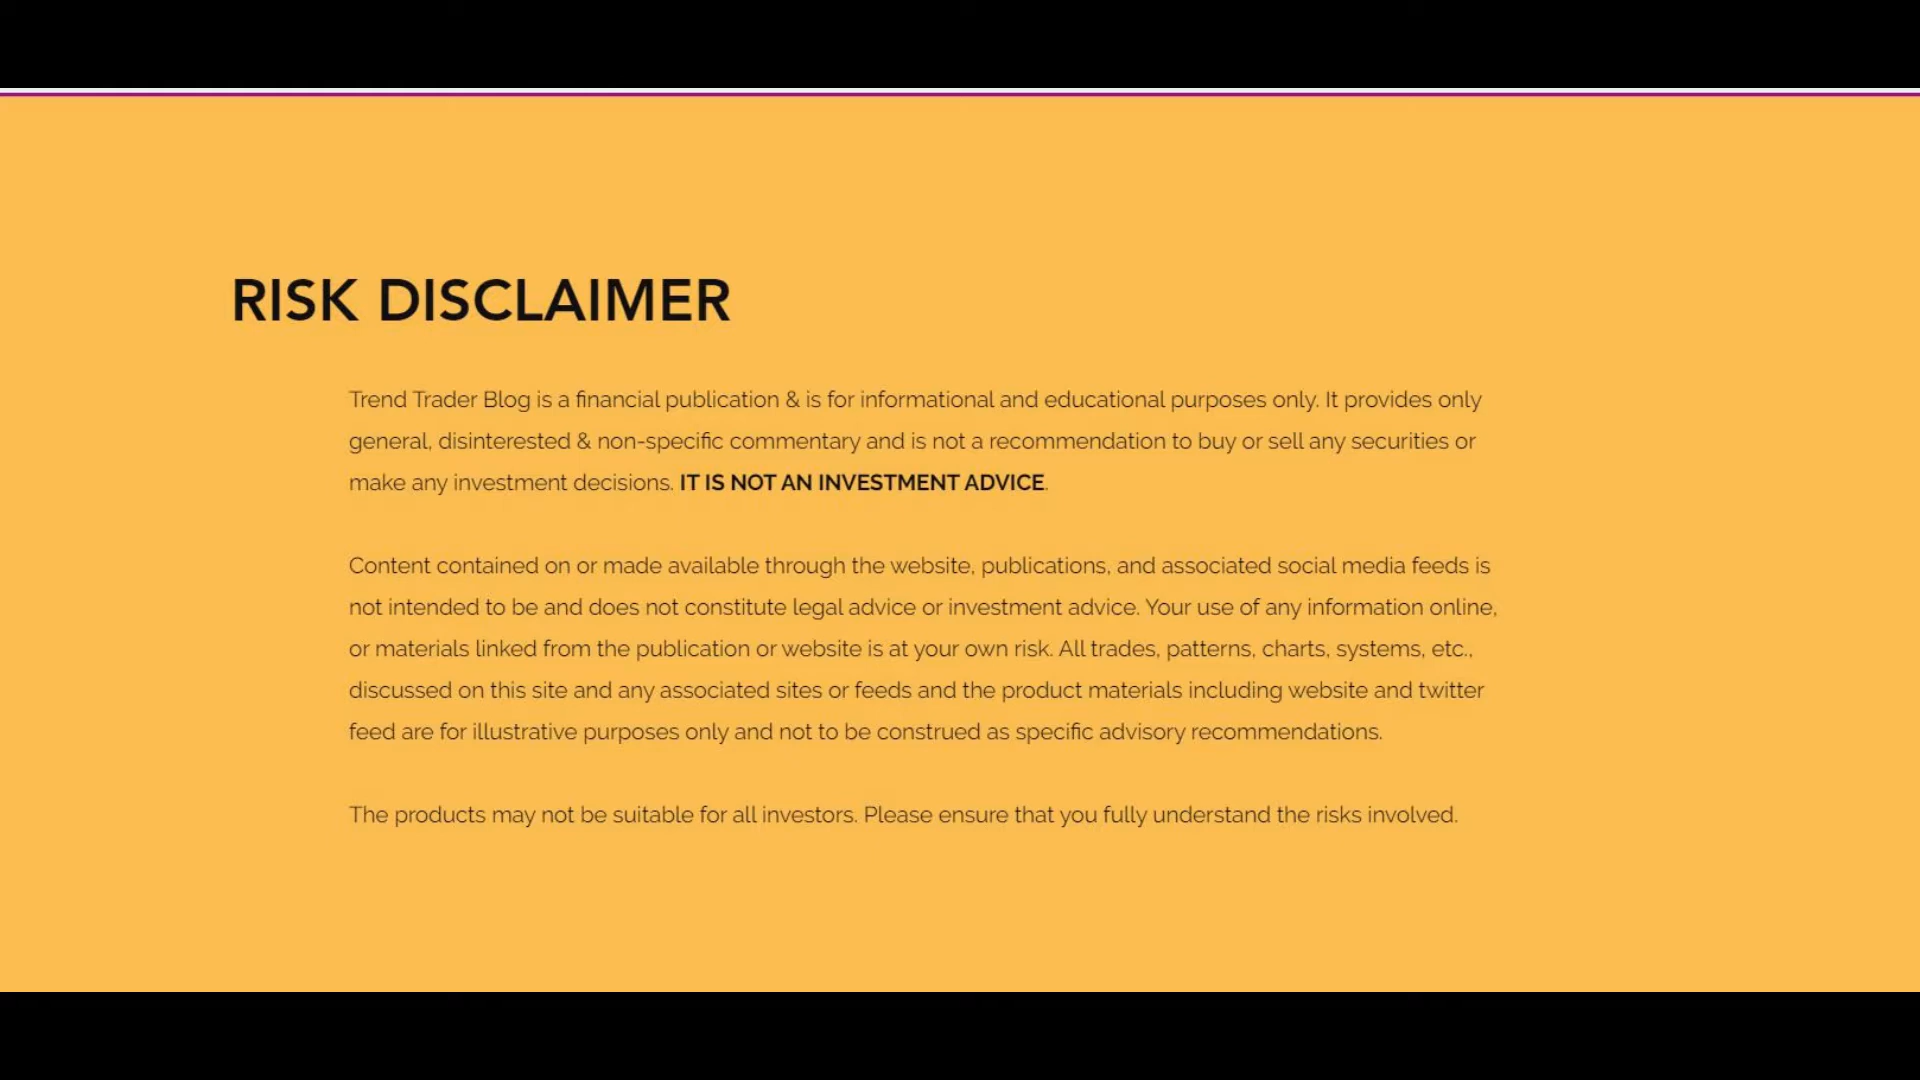 RISK DISCLAIMER
Trend Trader Blog is a financial publication & is for informational and educational purposes only. It provides only
general, disinterested & non-specific commentary and is not a recommendation to buy or sell any securities or
make any investment decisions. IT IS NOT AN INVESTMENT ADVICE.
Content contained on or made available through the website, publications, and associated social media feeds is
not intended to be and does not constitute legal advice or investment advice. Your use of any information online,
or materials linked from the publication or website is at your own risk. All trades, patterns, charts, systems, etc.,
discussed on this site and any associated sites or feeds and the product materials including website and twitter
feed are for illustrative purposes only and not to be construed as specific advisory recommendations.
The products may not be suitable for all investors. Please ensure that you fully understand the risks involved.